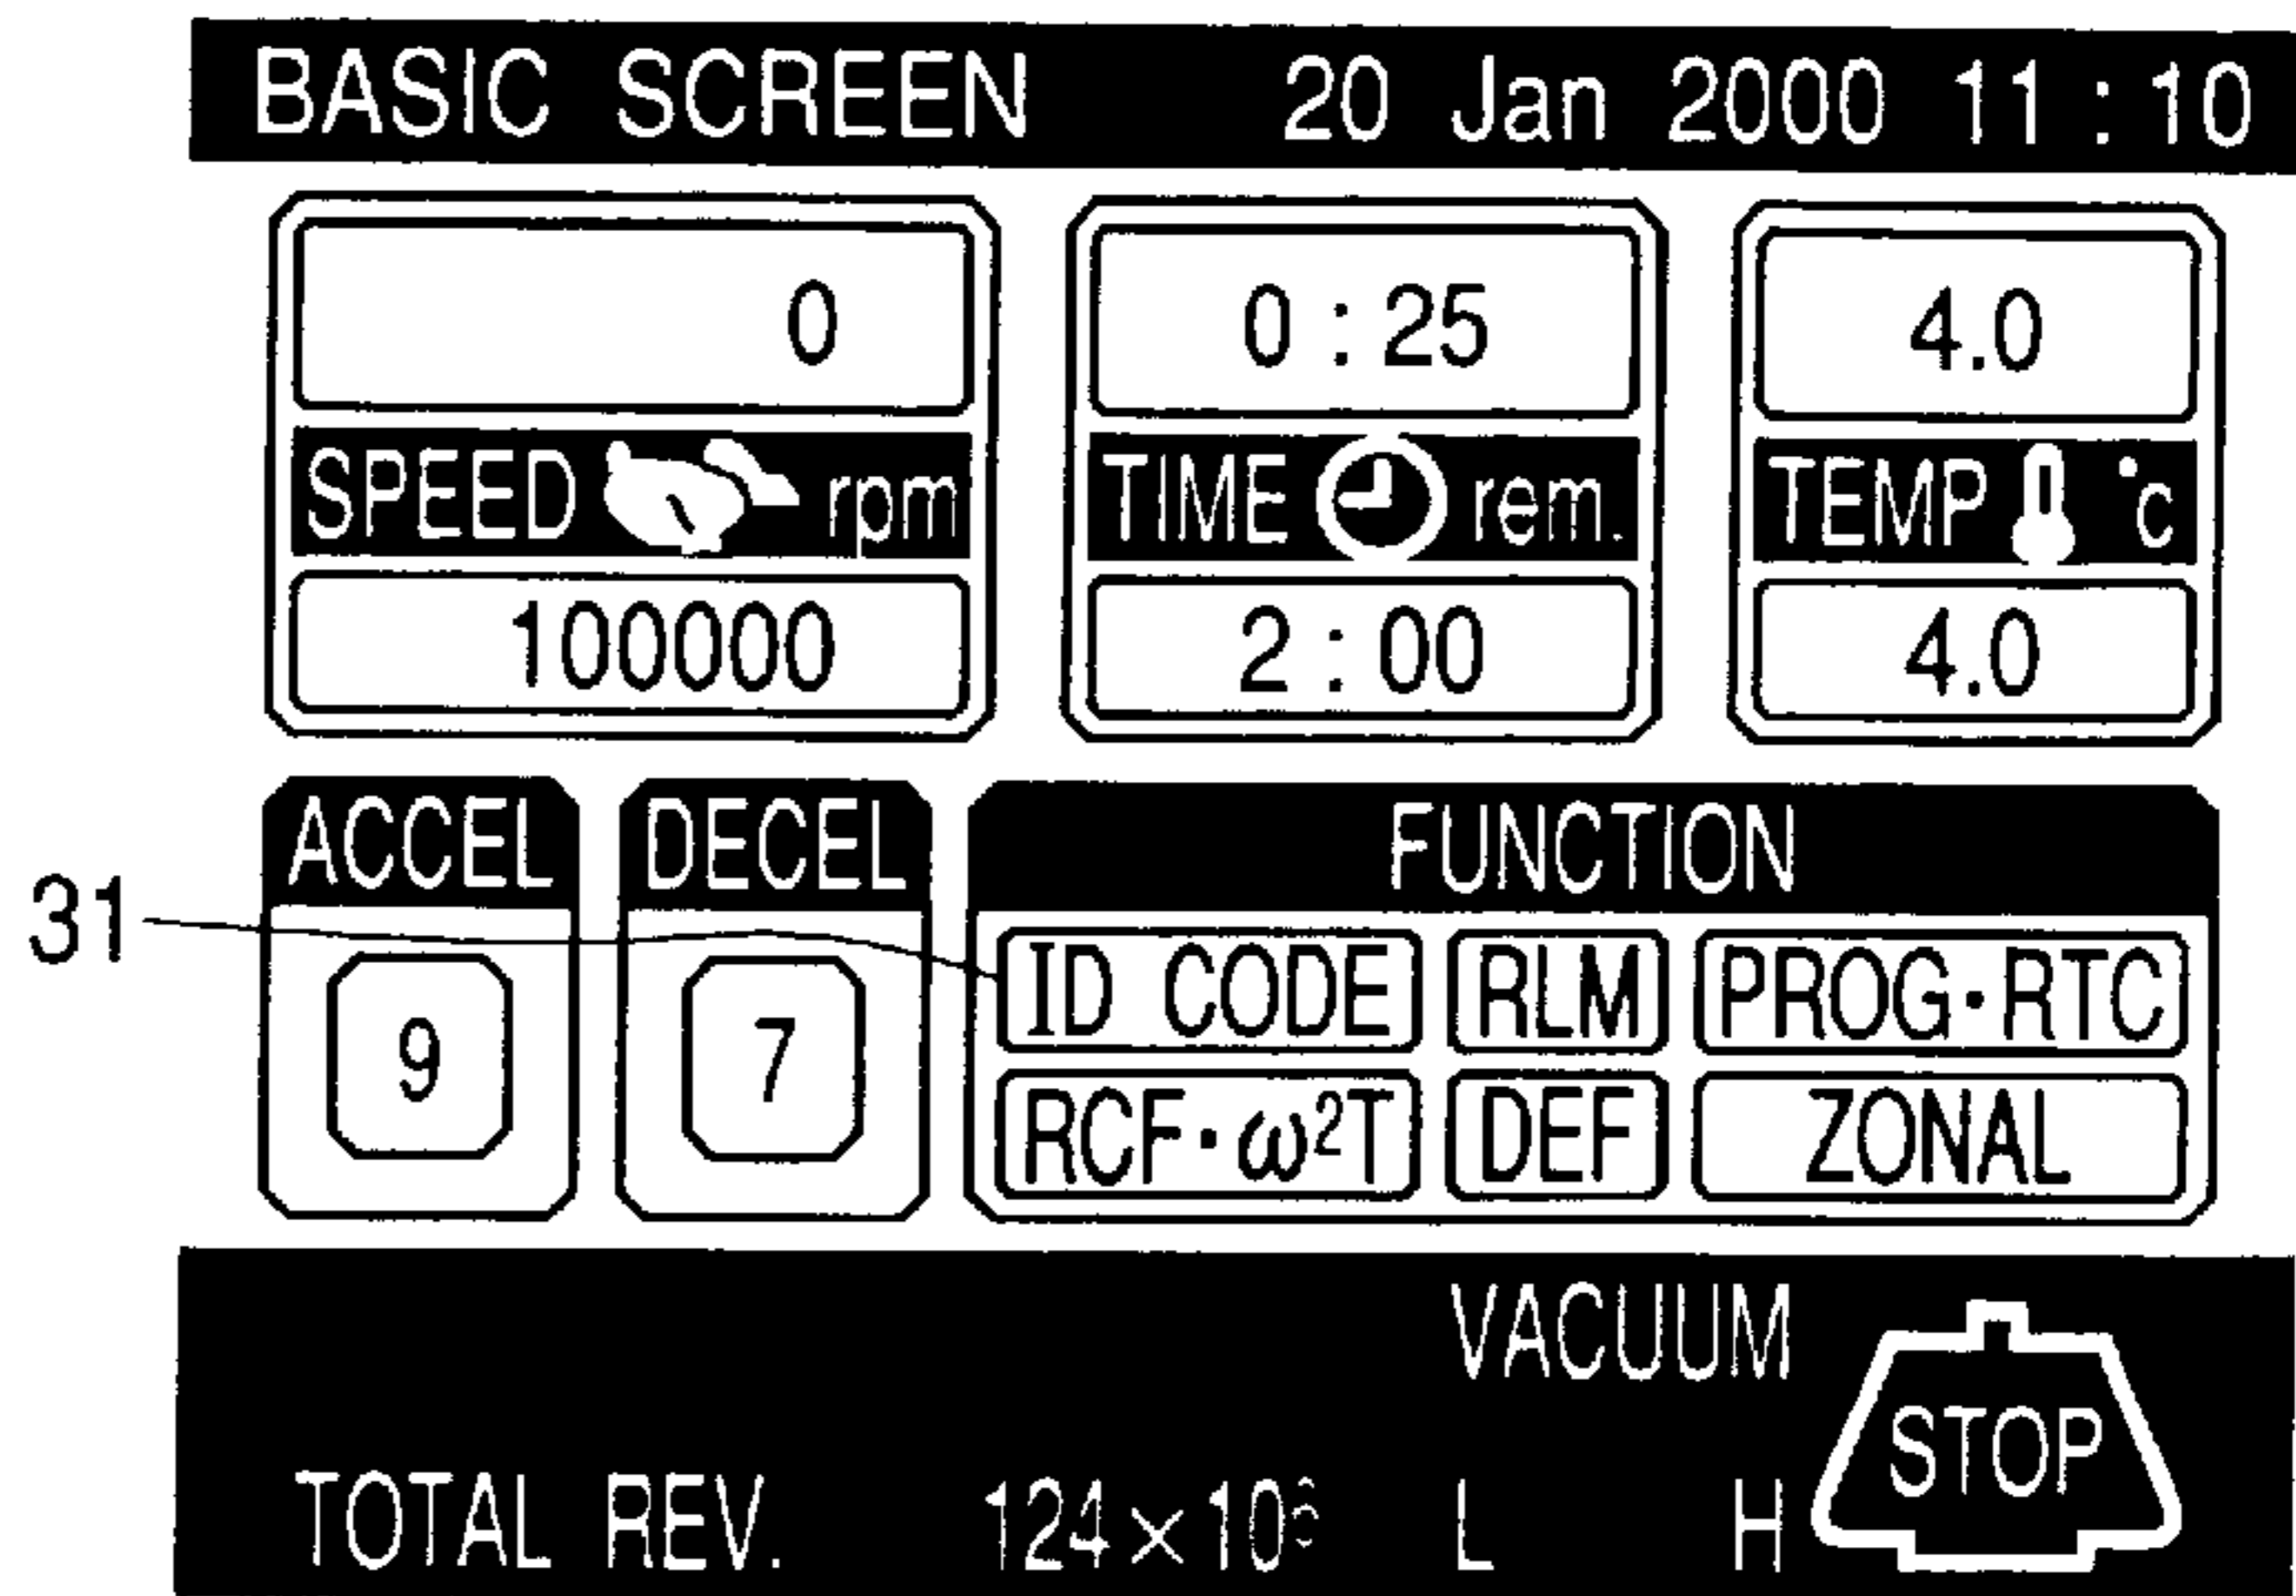 BASIC SCREEN 20 Jan 2000 11 : 10
0 0 : 25 4.0
SPEED rpm TIME rem. TEMP °c
100000 2 : 00 4.0
ACCEL DECEL FUNCTION
31
ID CODE RLM PROG·RTC
9 7
RCF·ω²T DEF ZONAL
VACUUM
STOP
TOTAL REV. 124×10 L H